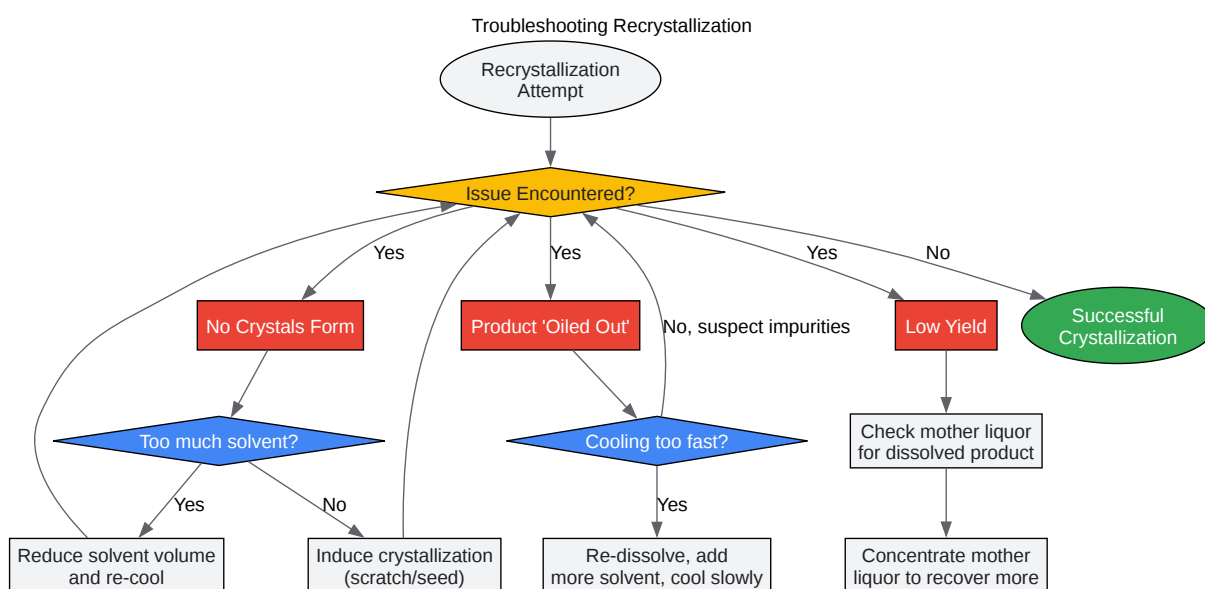 Troubleshooting Recrystallization
Recrystallization
Attempt
Issue Encountered?
Yes
Yes
Yes
No
No Crystals Form
Product 'Oiled Out'
No, suspect impurities
Low Yield
Successful
Crystallization
Too much solvent?
Cooling too fast?
Check mother liquor
for dissolved product
Yes
No
Yes
Reduce solvent volume
and re-cool
Induce crystallization
(scratch/seed)
Re-dissolve, add
more solvent, cool slowly
Concentrate mother
liquor to recover more